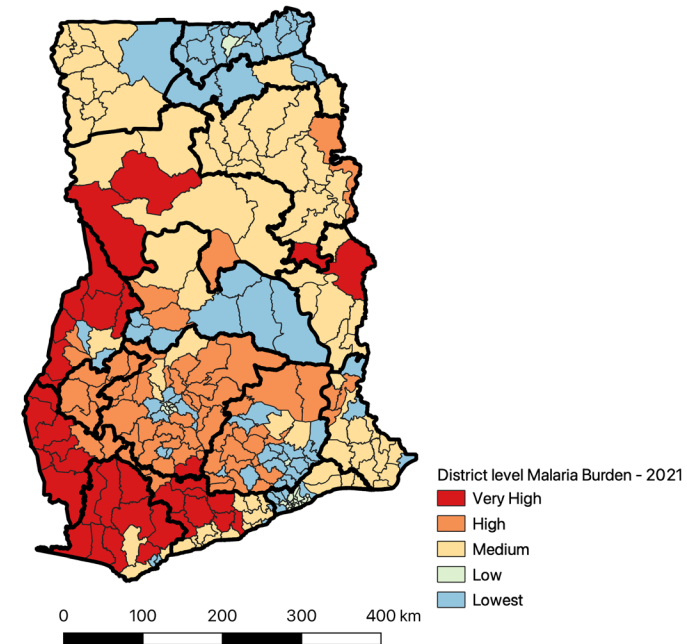 District level Malaria Burden - 2021
Very High
High
Medium
Low
Lowest
0 100 200 300 400 km